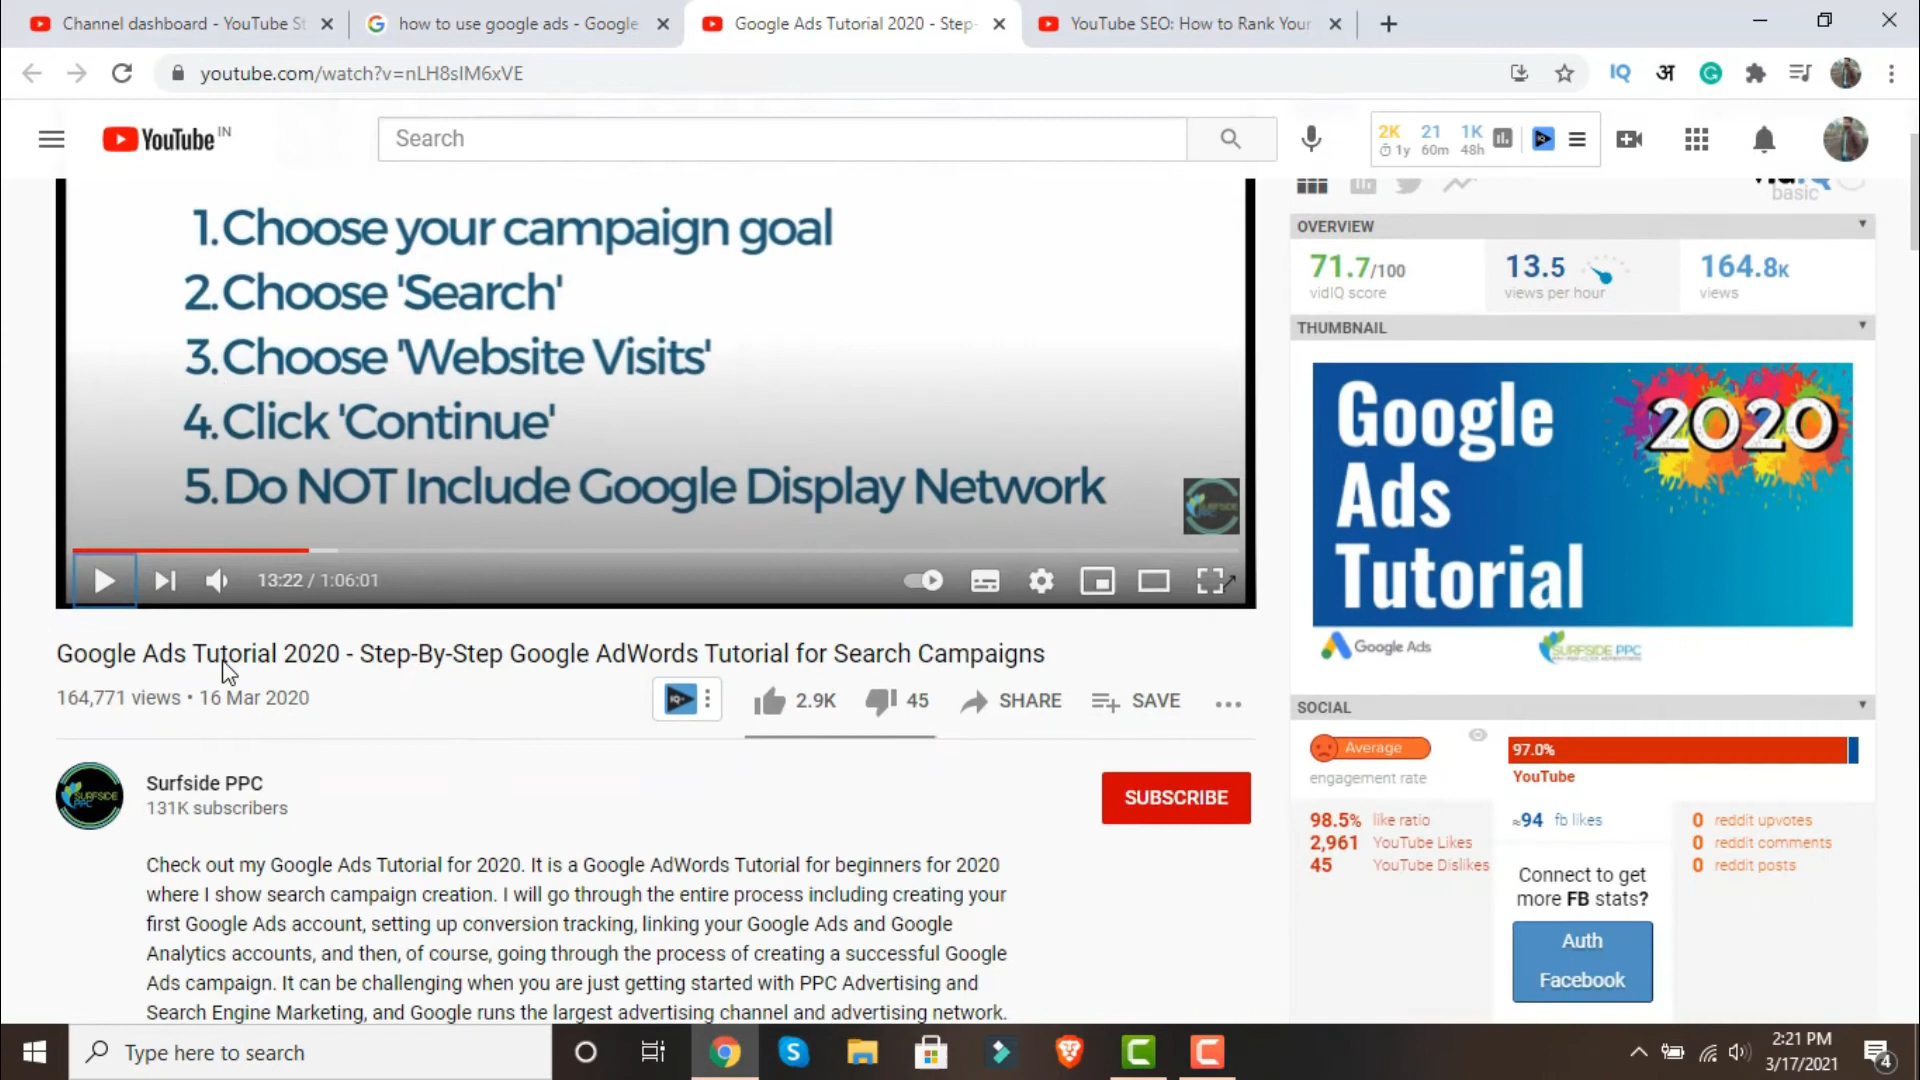 Channel dashboard - YouTube St
how to use google ads - Google
Google Ads Tutorial 2020 - Step-
YouTube SEO: How to Rank Your
youtube.com/watch?v=nLH8sIM6xVE
IQ
अ
YouTube IN
Search
2K 21 1K
1y 60m 48h
basic
1.Choose your campaign goal
2.Choose 'Search'
3.Choose 'Website Visits'
4.Click 'Continue'
5.Do NOT Include Google Display Network
13:22 / 1:06:01
Google Ads Tutorial 2020 - Step-By-Step Google AdWords Tutorial for Search Campaigns
164,771 views • 16 Mar 2020
2.9K
45
SHARE
SAVE
Surfside PPC
131K subscribers
SUBSCRIBE
Check out my Google Ads Tutorial for 2020. It is a Google AdWords Tutorial for beginners for 2020
where I show search campaign creation. I will go through the entire process including creating your
first Google Ads account, setting up conversion tracking, linking your Google Ads and Google
Analytics accounts, and then, of course, going through the process of creating a successful Google
Ads campaign. It can be challenging when you are just getting started with PPC Advertising and
Search Engine Marketing, and Google runs the largest advertising channel and advertising network.
OVERVIEW
71.7/100 13.5 164.8K
vidIQ score views per hour views
THUMBNAIL
Google
Ads
Tutorial
2020
Google Ads
SURFSIDE PPC
SOCIAL
Average
engagement rate
97.0%
YouTube
98.5% like ratio
2,961 YouTube Likes
45 YouTube Dislikes
≈94 fb likes
Connect to get
more FB stats?
Auth
Facebook
0 reddit upvotes
0 reddit comments
0 reddit posts
Type here to search
2:21 PM
3/17/2021
4